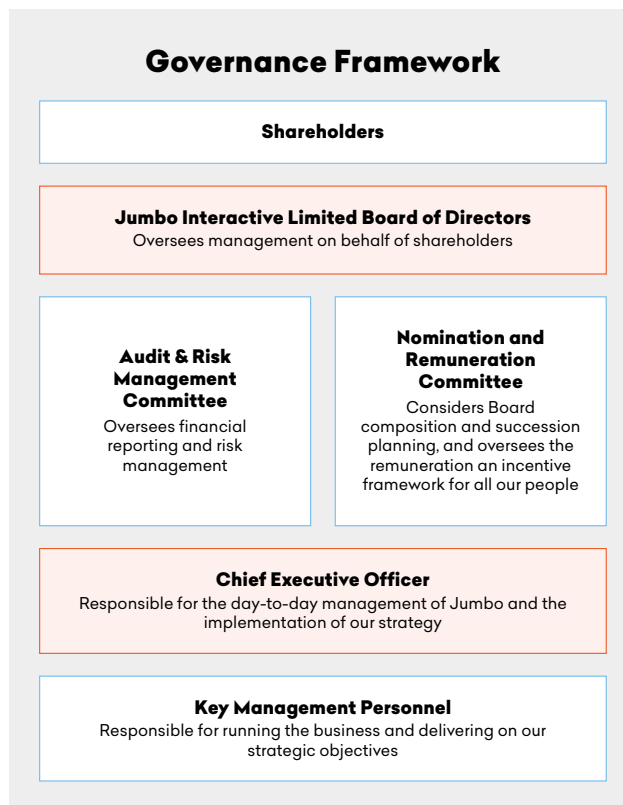 Governance Framework
Shareholders
Jumbo Interactive Limited Board of Directors
Oversees management on behalf of shareholders
Audit & Risk
Management
Committee
Oversees financial
reporting and risk
management
Nomination and
Remuneration
Committee
Considers Board
composition and succession
planning, and oversees the
remuneration an incentive
framework for all our people
Chief Executive Officer
Responsible for the day-to-day management of Jumbo and the
implementation of our strategy
Key Management Personnel
Responsible for running the business and delivering on our
strategic objectives